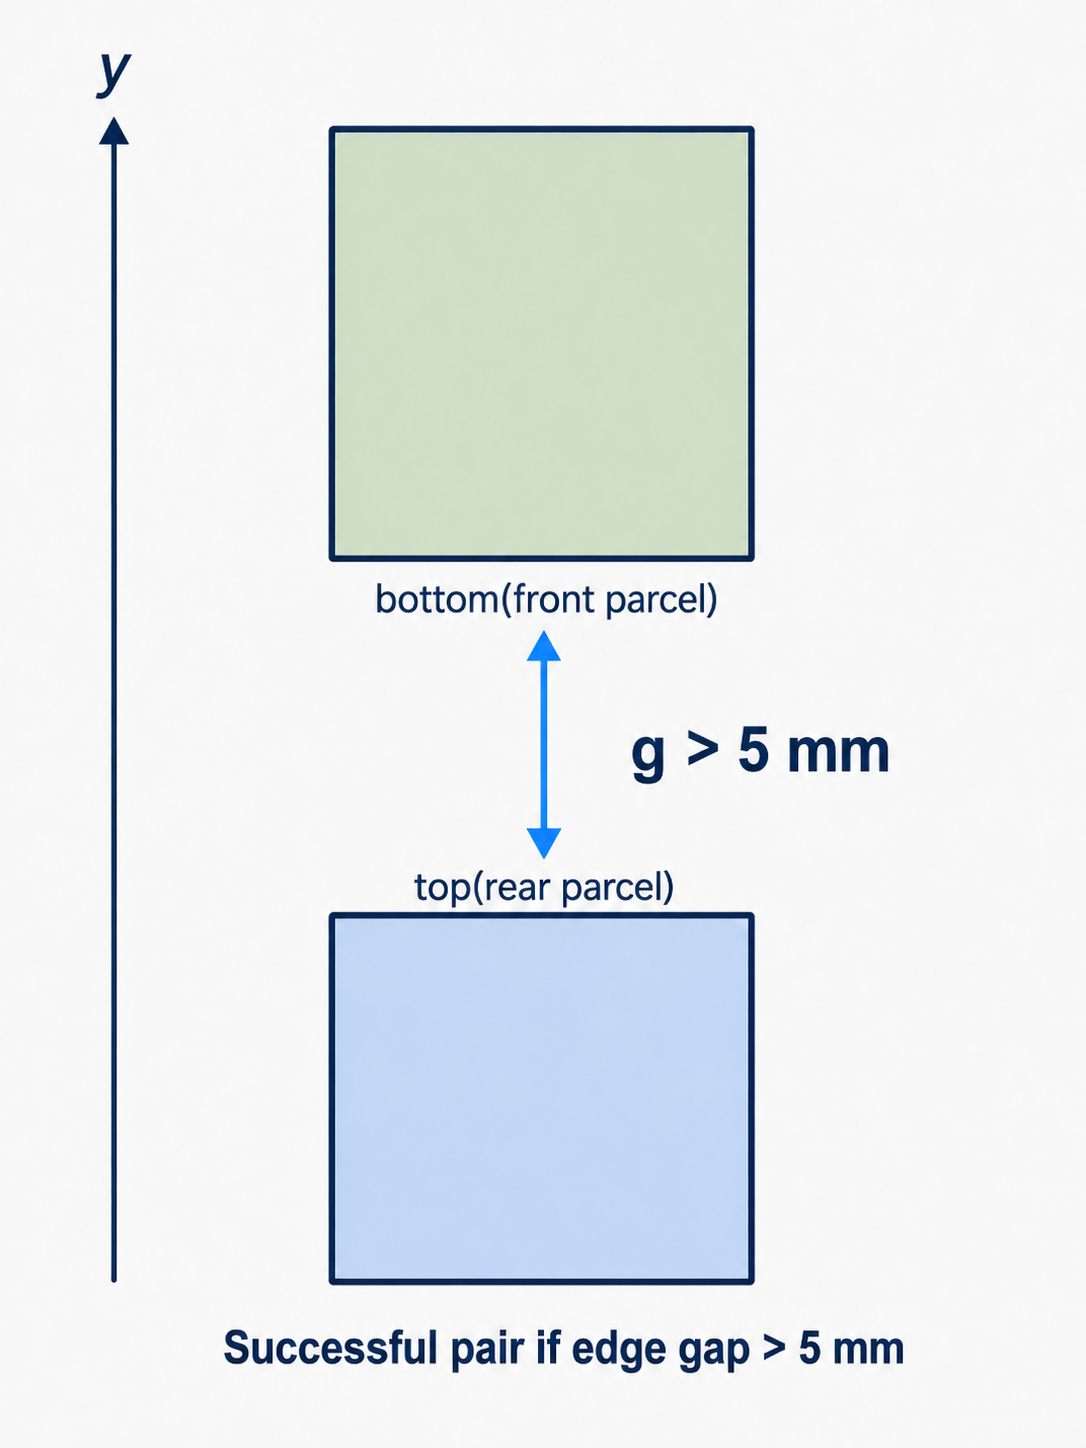 y
bottom(front parcel)
g > 5 mm
top(rear parcel)
Successful pair if edge gap > 5 mm